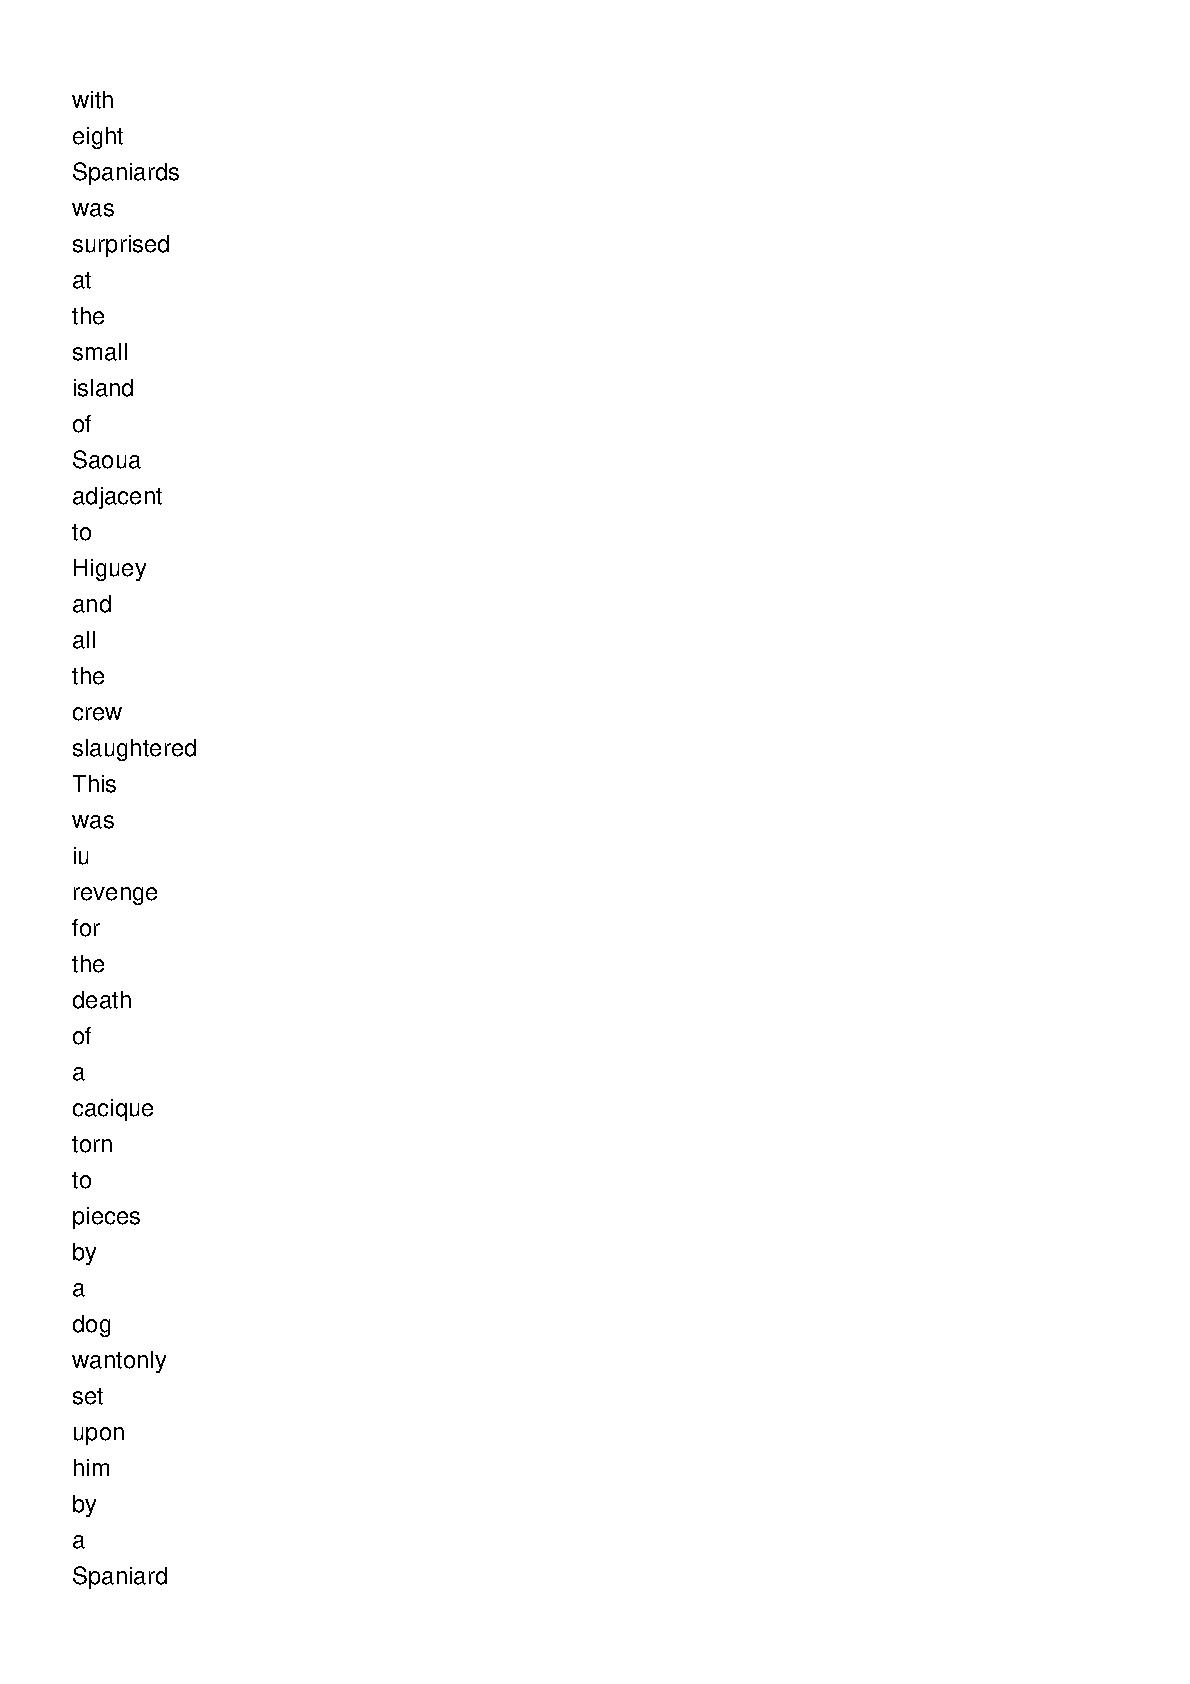 with
eight
Spaniards
was
surprised
at
the
small
island
of
Saoua
adjacent
to
Higuey
and
all
the
crew
slaughtered
This
was
iu
revenge
for
the
death
of
a
cacique
torn
to
pieces
by
a
dog
wantonly
set
upon
him
by
a
Spaniard